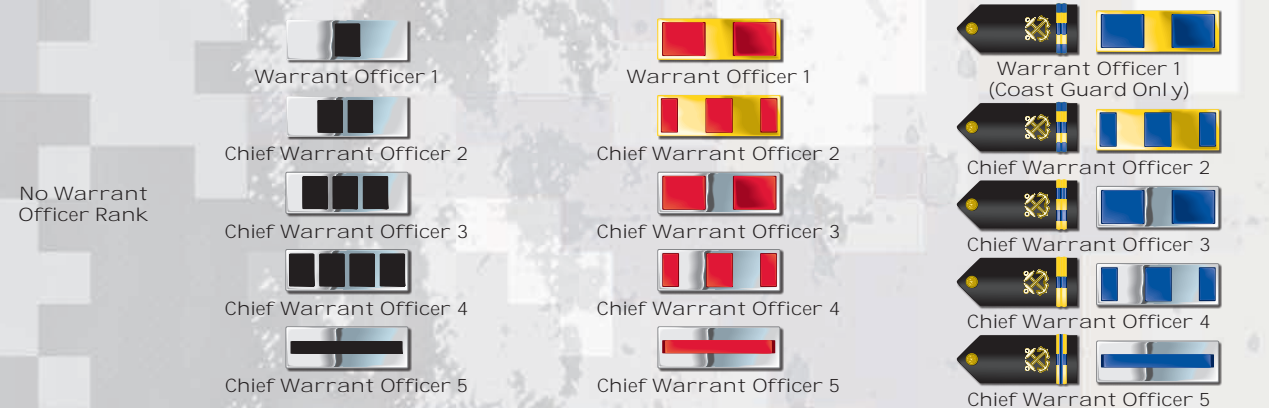 No Warrant
Officer Rank
Warrant Officer 1
Chief Warrant Officer 2
Chief Warrant Officer 3
Chief Warrant Officer 4
Chief Warrant Officer 5
Warrant Officer 1
Chief Warrant Officer 2
Chief Warrant Officer 3
Chief Warrant Officer 4
Chief Warrant Officer 5
Warrant Officer 1
(Coast Guard Only)
Chief Warrant Officer 2
Chief Warrant Officer 3
Chief Warrant Officer 4
Chief Warrant Officer 5